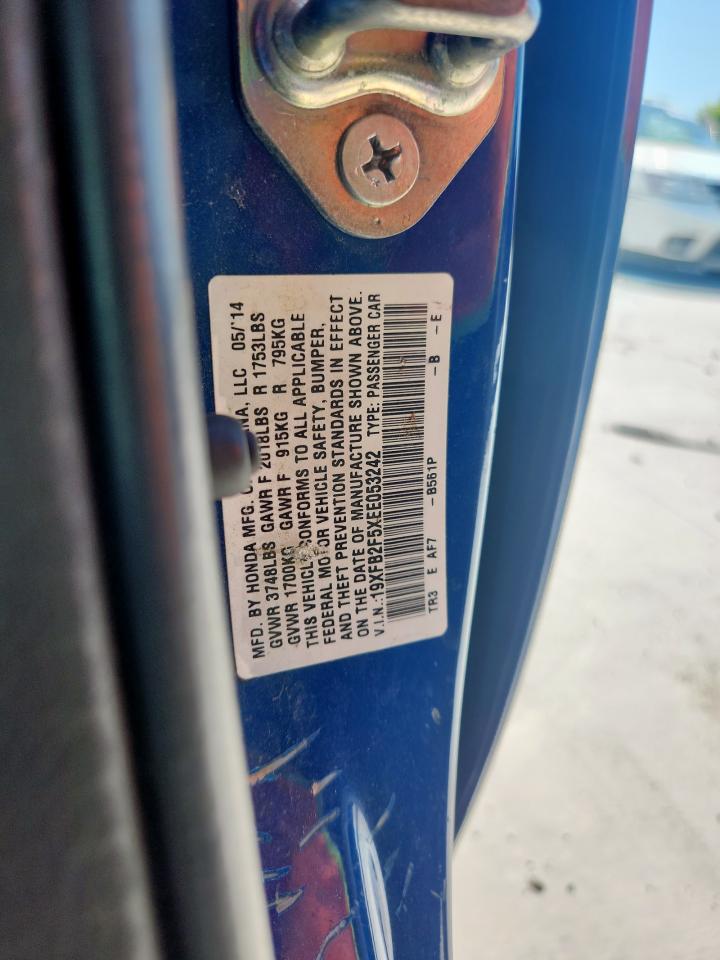 MFD. BY HONDA MFG. LLC 05/'14
GVWR 3748LBS GAWR F 2018LBS R 1753LBS
GVWR 1700KG GAWR F 915KG R 795KG
THIS VEHICLE CONFORMS TO ALL APPLICABLE
FEDERAL MOTOR VEHICLE SAFETY, BUMPER,
AND THEFT PREVENTION STANDARDS IN EFFECT
ON THE DATE OF MANUFACTURE SHOWN ABOVE.
V.I.N.:19XFB2F5XEE053242 TYPE: PASSENGER CAR
TR3 E AF7 -B561P -B -E